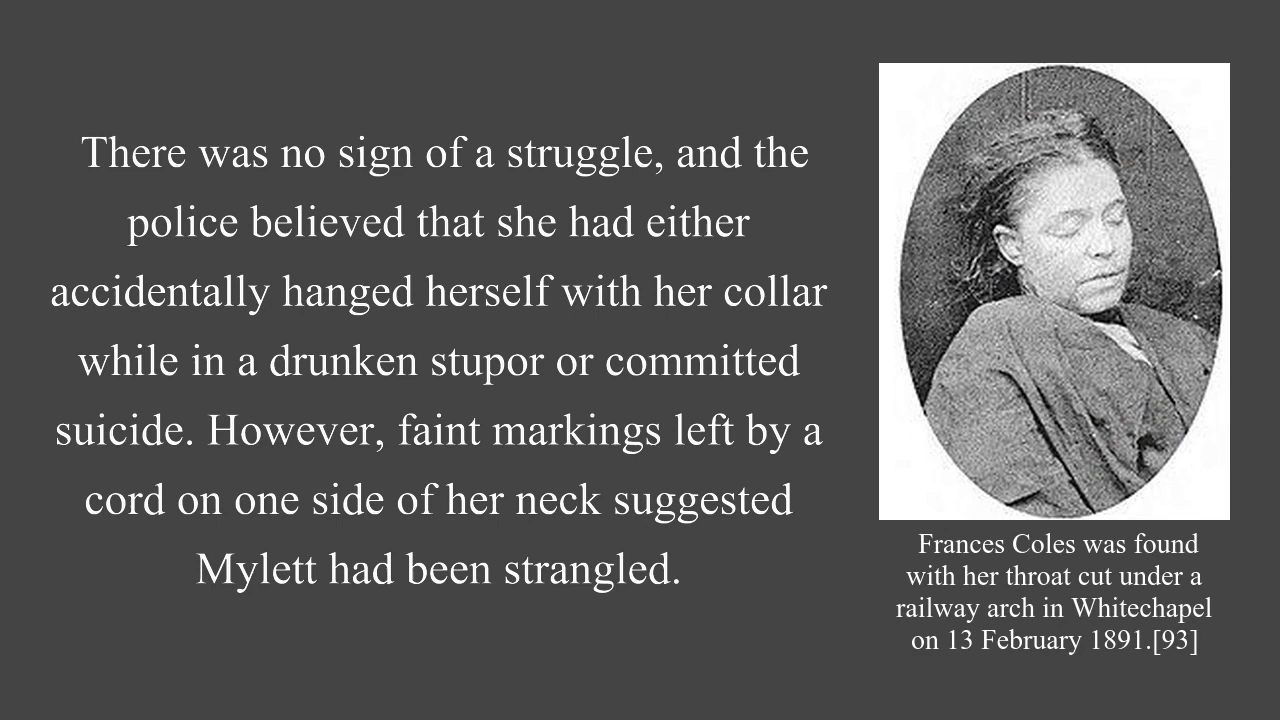 There was no sign of a struggle, and the
police believed that she had either
accidentally hanged herself with her collar
while in a drunken stupor or committed
suicide. However, faint markings left by a
cord on one side of her neck suggested
Mylett had been strangled.
Frances Coles was found
with her throat cut under a
railway arch in Whitechapel
on 13 February 1891.[93]